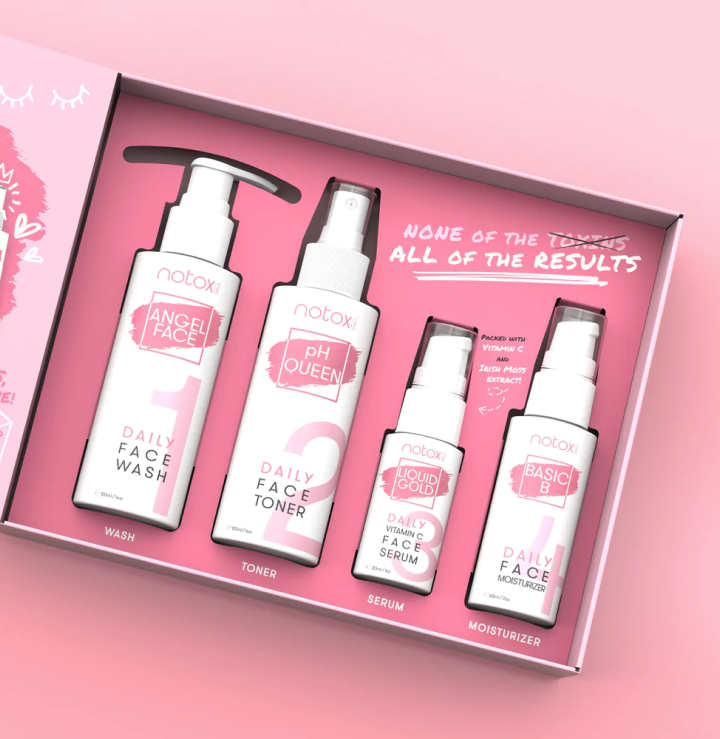 NONE OF THE TOXINS
ALL OF THE RESULTS
notox
ANGEL
FACE
1
DAILY
FACE
WASH
WASH
notox
pH
QUEEN
2
DAILY
FACE
TONER
TONER
PACKED WITH
VITAMIN C
AND
IRISH MOSS
EXTRACT!
notox
LIQUID
GOLD
3
DAILY
VITAMIN C
FACE
SERUM
SERUM
notox
BASIC
B
4
DAILY
FACE
MOISTURIZER
MOISTURIZER